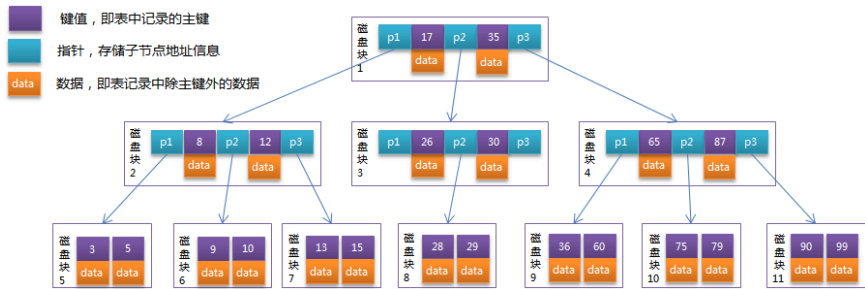 键值，即表中记录的主键
指针，存储子节点地址信息
data 数据，即表记录中除主键外的数据
磁盘块1 p1 17 p2 35 p3
data data
磁盘块2 p1 8 p2 12 p3
data data
磁盘块3 p1 26 p2 30 p3
data data
磁盘块4 p1 65 p2 87 p3
data data
磁盘块5 3 5
data data
磁盘块6 9 10
data data
磁盘块7 13 15
data data
磁盘块8 28 29
data data
磁盘块9 36 60
data data
磁盘块10 75 79
data data
磁盘块11 90 99
data data